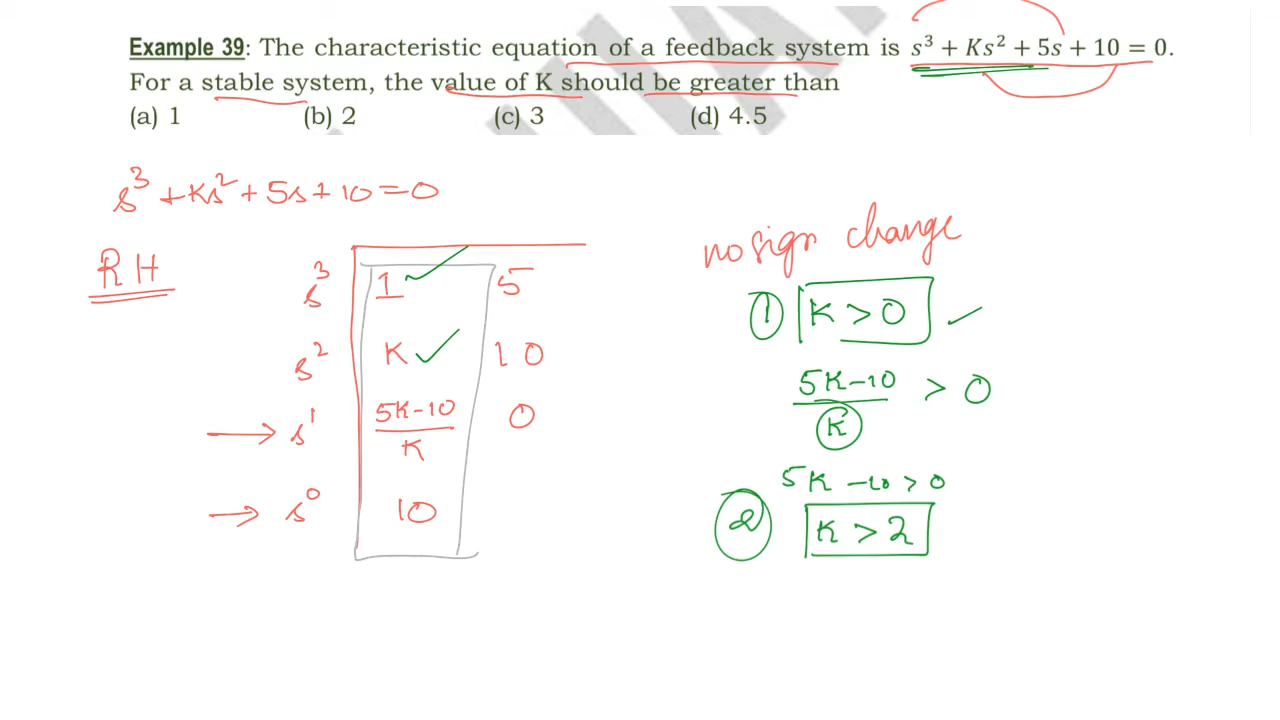 Example 39: The characteristic equation of a feedback system is s³ + Ks² + 5s + 10 = 0.
For a stable system, the value of K should be greater than
(a) 1 (b) 2 (c) 3 (d) 4.5
s³ + Ks² + 5s + 10 = 0
RH
s³ 1 5
s² K 10
→ s¹ (5K-10)/K 0
→ s⁰ 10
no sign change
① K > 0 ✓
(5K-10)/K > 0
5K - 10 > 0
② K > 2